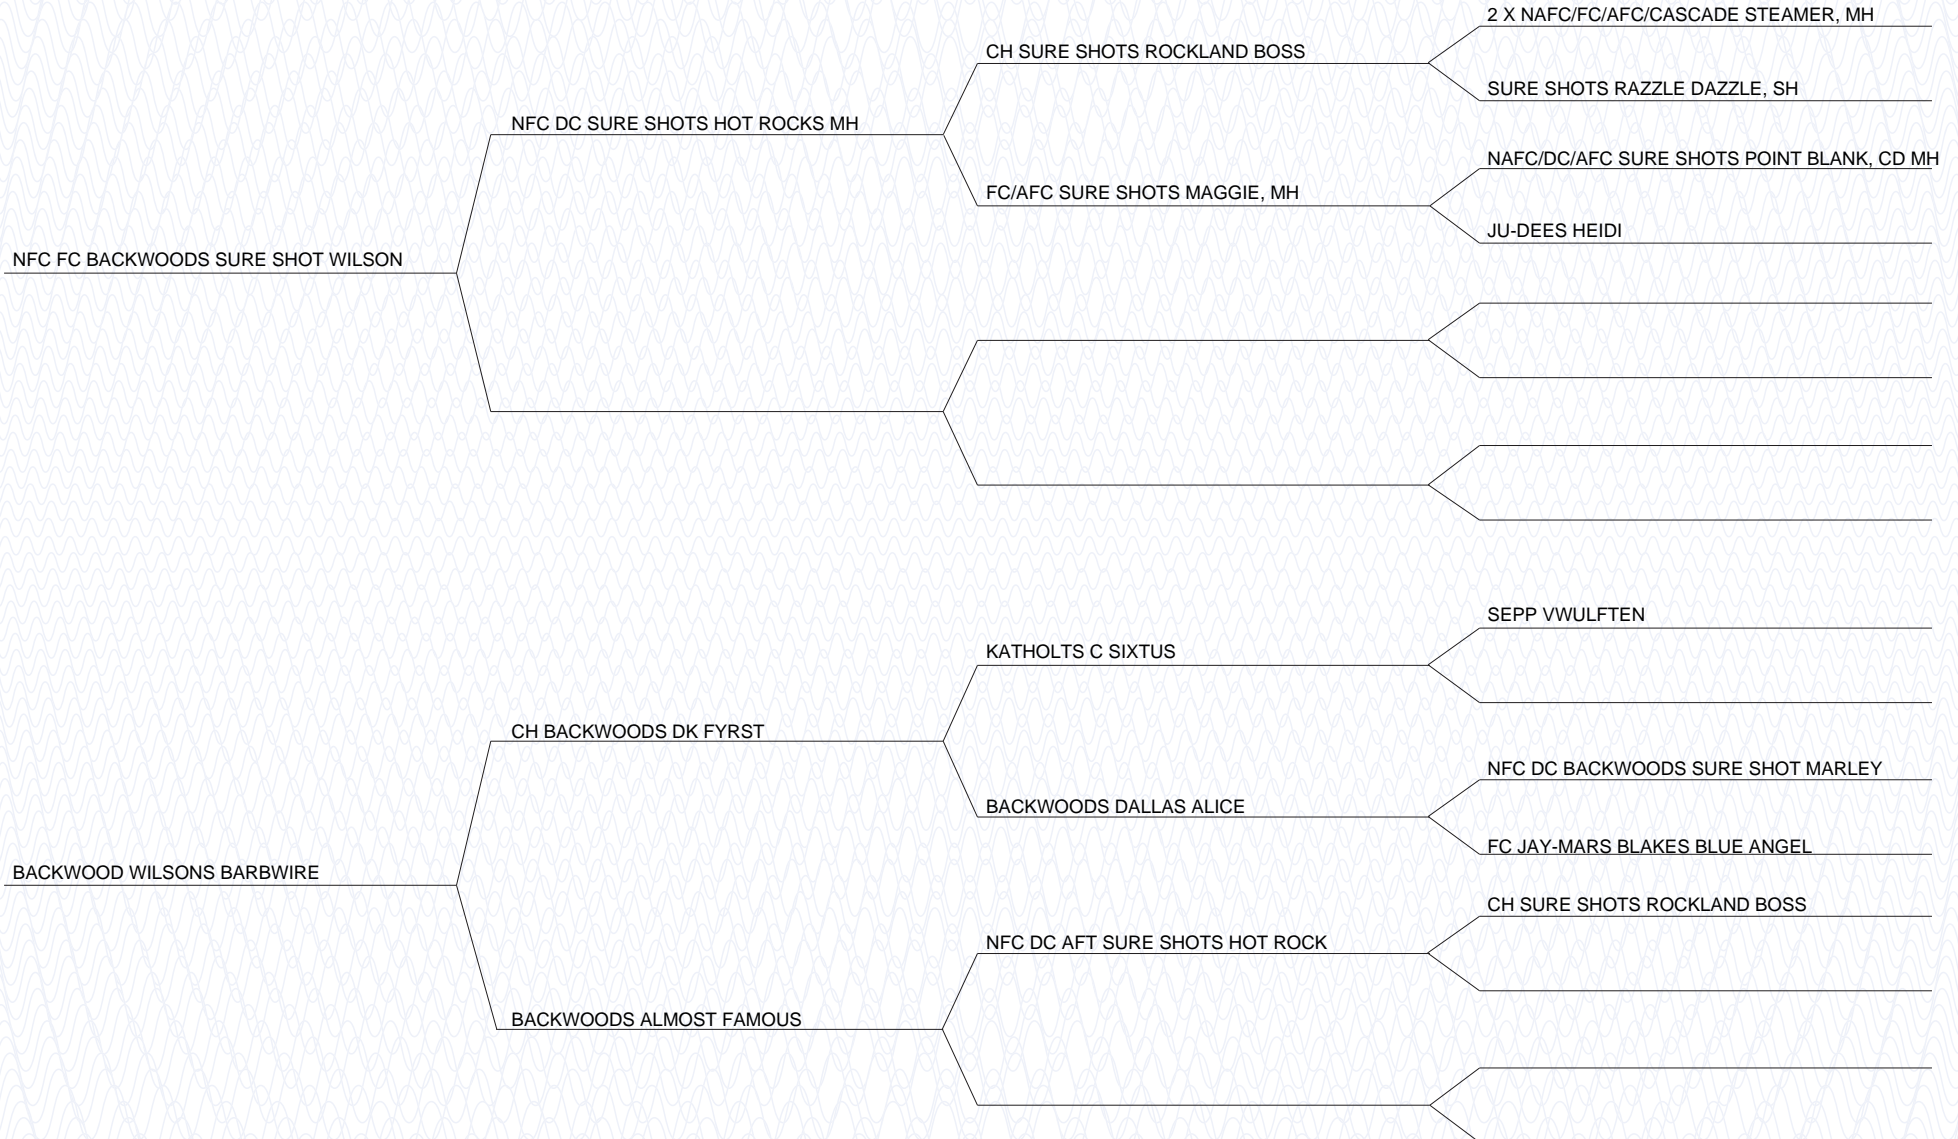 2 X NAFC/FC/AFC/CASCADE STEAMER, MH
CH SURE SHOTS ROCKLAND BOSS
SURE SHOTS RAZZLE DAZZLE, SH
NFC DC SURE SHOTS HOT ROCKS MH
NAFC/DC/AFC SURE SHOTS POINT BLANK, CD MH
FC/AFC SURE SHOTS MAGGIE, MH
JU-DEES HEIDI
NFC FC BACKWOODS SURE SHOT WILSON
SEPP VWULFTEN
KATHOLTS C SIXTUS
CH BACKWOODS DK FYRST
NFC DC BACKWOODS SURE SHOT MARLEY
BACKWOODS DALLAS ALICE
FC JAY-MARS BLAKES BLUE ANGEL
BACKWOOD WILSONS BARBWIRE
CH SURE SHOTS ROCKLAND BOSS
NFC DC AFT SURE SHOTS HOT ROCK
BACKWOODS ALMOST FAMOUS